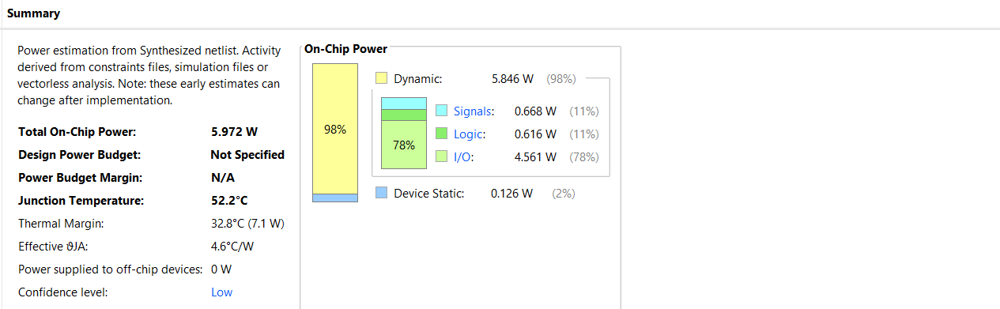 Summary
Power estimation from Synthesized netlist. Activity
derived from constraints files, simulation files or
vectorless analysis. Note: these early estimates can
change after implementation.
Total On-Chip Power: 5.972 W
Design Power Budget: Not Specified
Power Budget Margin: N/A
Junction Temperature: 52.2°C
Thermal Margin: 32.8°C (7.1 W)
Effective ϑJA: 4.6°C/W
Power supplied to off-chip devices: 0 W
Confidence level: Low
On-Chip Power
Dynamic: 5.846 W (98%)
Signals: 0.668 W (11%)
98%
Logic: 0.616 W (11%)
78%
I/O: 4.561 W (78%)
Device Static: 0.126 W (2%)